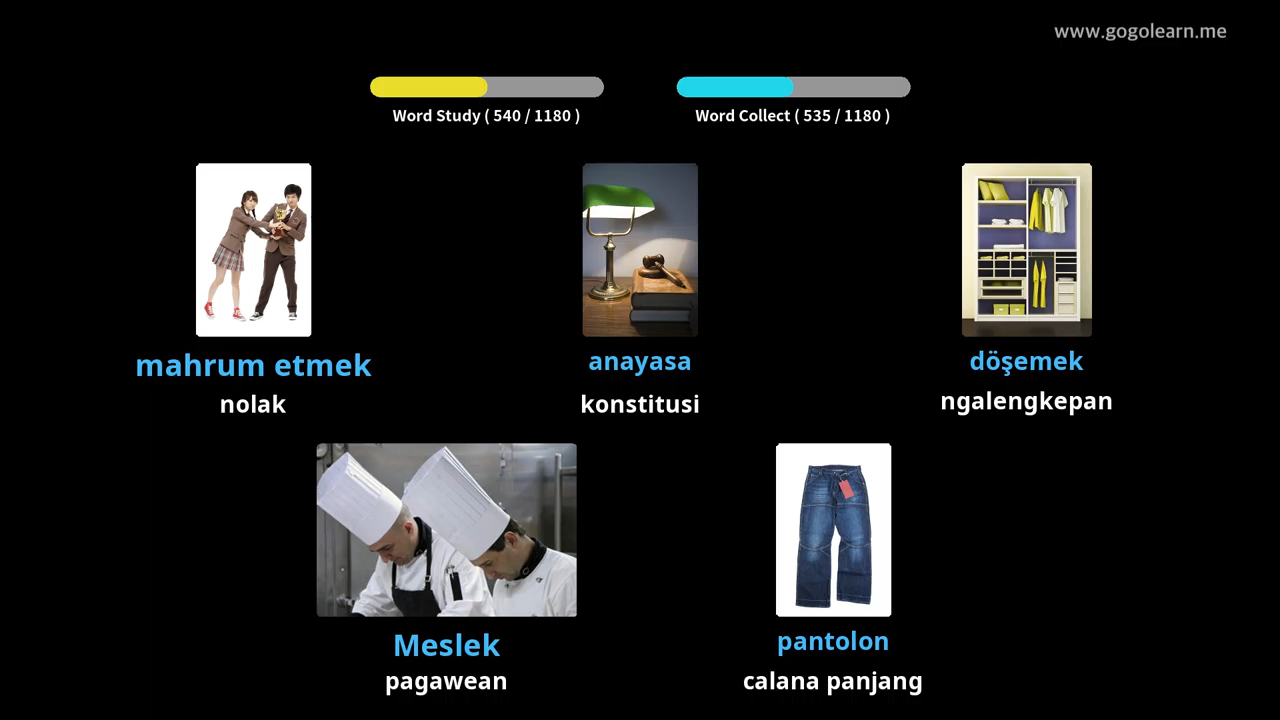 www.gogolearn.me
Word Study ( 540 / 1180 )
Word Collect ( 535 / 1180 )
mahrum etmek
nolak
anayasa
konstitusi
döşemek
ngalengkepan
Meslek
pagawean
pantolon
calana panjang